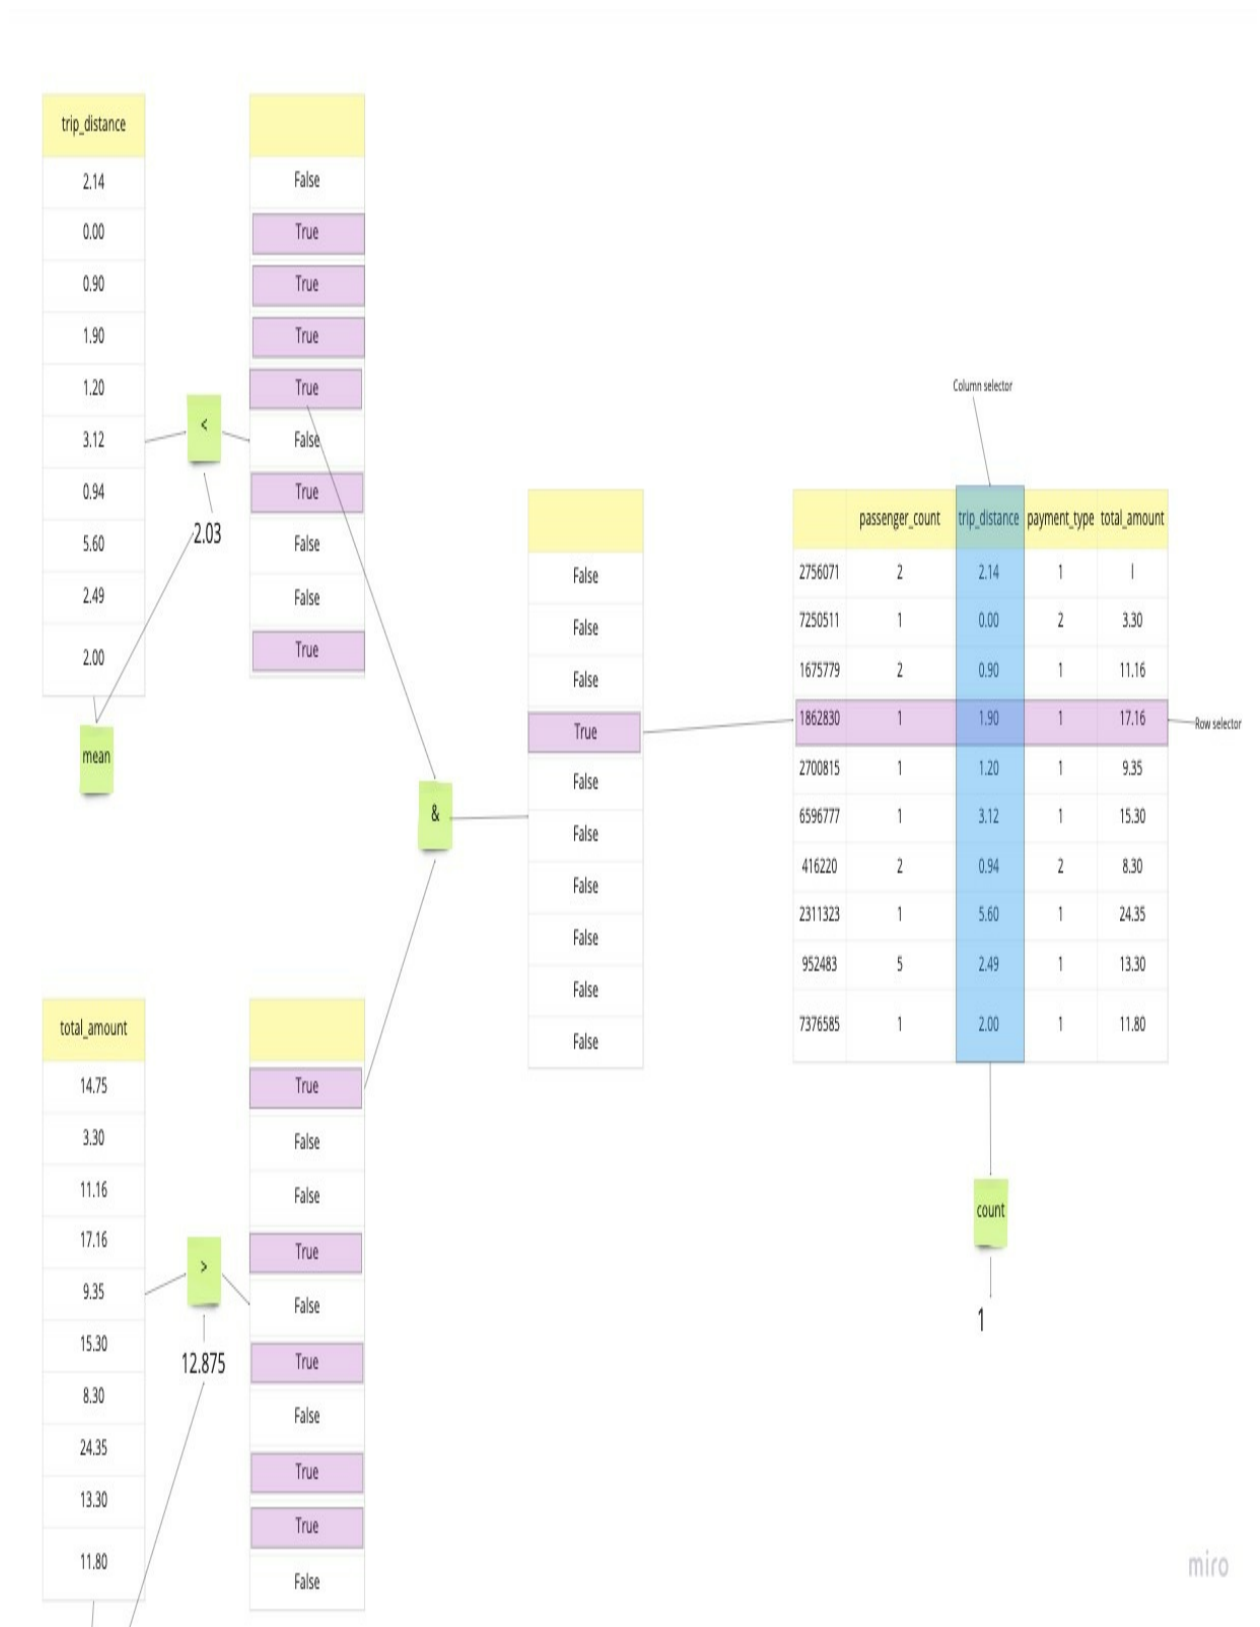 trip_distance
2.14
0.00
0.90
1.90
1.20
3.12
0.94
5.60
2.49
2.00
mean
<
2.03
False
True
True
True
True
False
True
False
False
True
total_amount
14.75
3.30
11.16
17.16
9.35
15.30
8.30
24.35
13.30
11.80
>
12.875
True
False
False
True
False
True
False
True
True
False
&
False
False
False
True
False
False
False
False
False
False
Column selector
passenger_count trip_distance payment_type total_amount
2756071 2 2.14 1 I
7250511 1 0.00 2 3.30
1675779 2 0.90 1 11.16
1862830 1 1.90 1 17.16
Row selector
2700815 1 1.20 1 9.35
6596777 1 3.12 1 15.30
416220 2 0.94 2 8.30
2311323 1 5.60 1 24.35
952483 5 2.49 1 13.30
7376585 1 2.00 1 11.80
count
1
miro